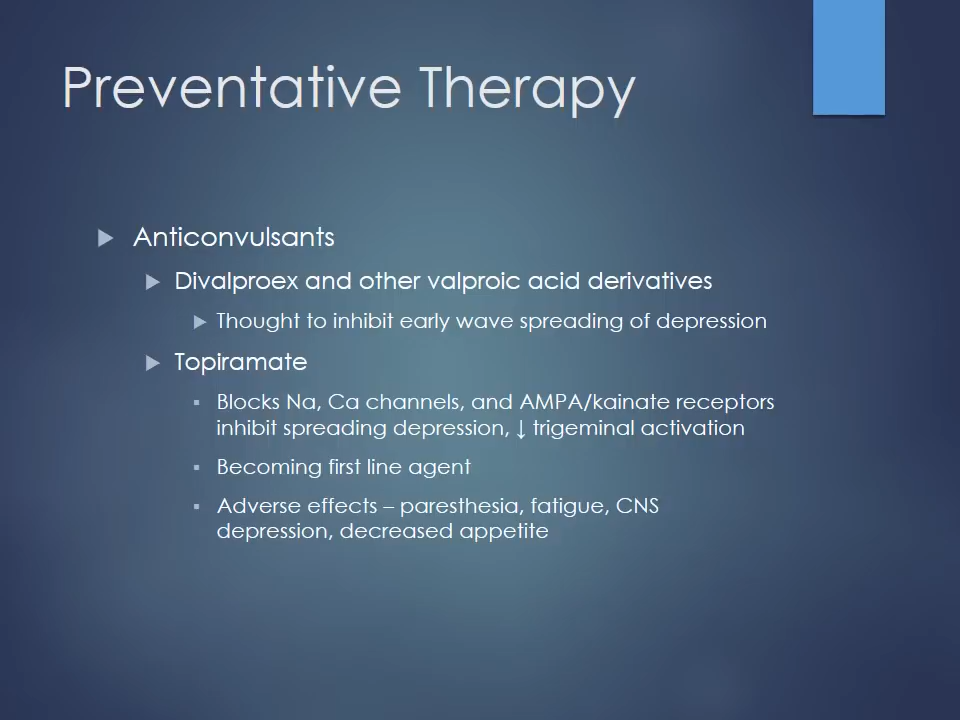 Preventative Therapy
Anticonvulsants
Divalproex and other valproic acid derivatives
Thought to inhibit early wave spreading of depression
Topiramate
Blocks Na, Ca channels, and AMPA/kainate receptors
inhibit spreading depression, ↓ trigeminal activation
Becoming first line agent
Adverse effects – paresthesia, fatigue, CNS
depression, decreased appetite